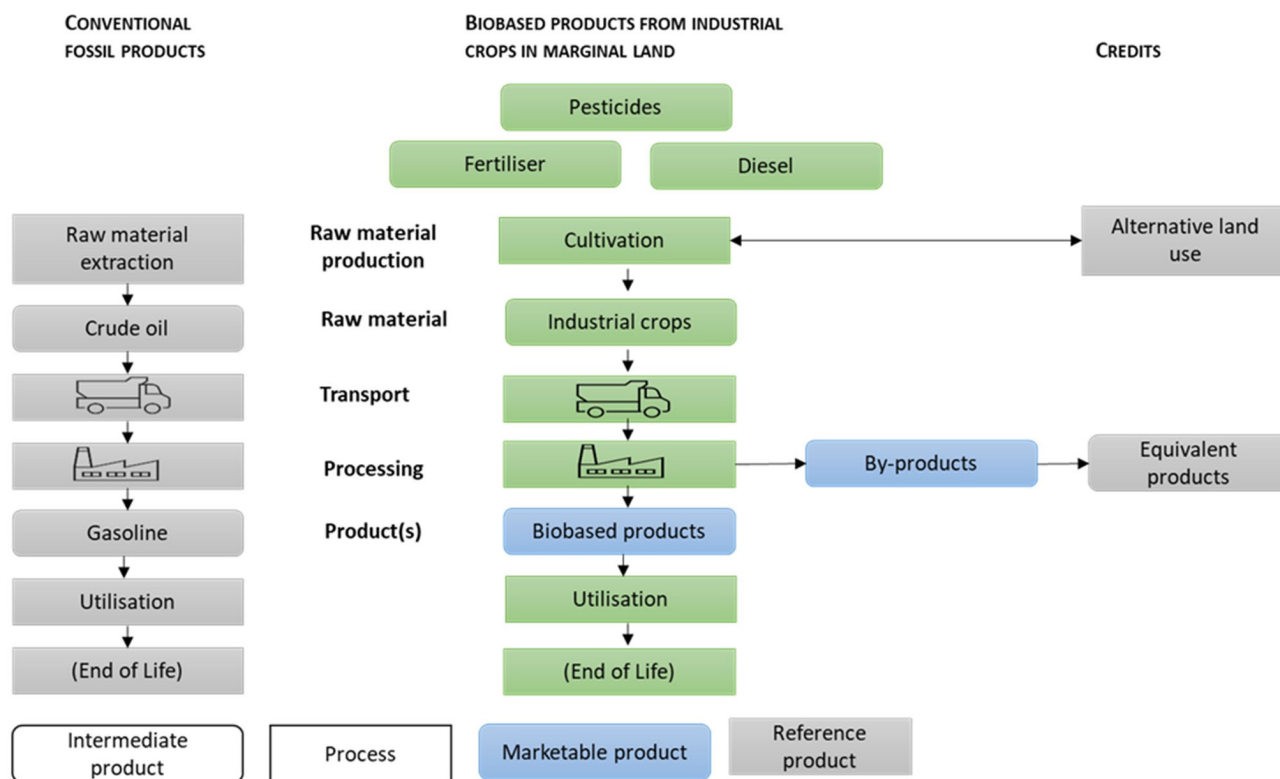 CONVENTIONAL
FOSSIL PRODUCTS
BIOBASED PRODUCTS FROM INDUSTRIAL
CROPS IN MARGINAL LAND
CREDITS
Pesticides
Fertiliser
Diesel
Raw material
extraction
Raw material
production
Cultivation
Alternative land
use
Crude oil
Raw material
Industrial crops
Transport
Processing
By-products
Equivalent
products
Gasoline
Product(s)
Biobased products
Utilisation
Utilisation
(End of Life)
(End of Life)
Intermediate
product
Process
Marketable product
Reference
product